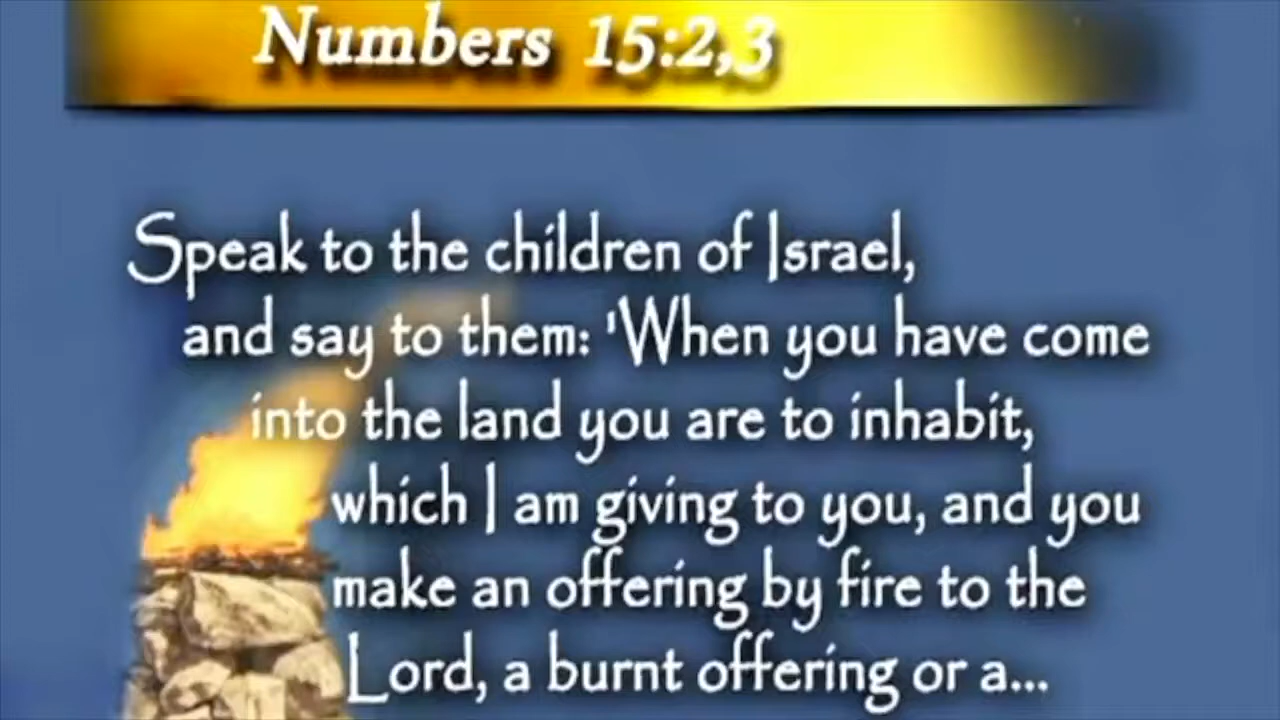 Numbers 15:2,3
Speak to the children of Israel,
and say to them: 'When you have come
into the land you are to inhabit,
which I am giving to you, and you
make an offering by fire to the
Lord, a burnt offering or a...